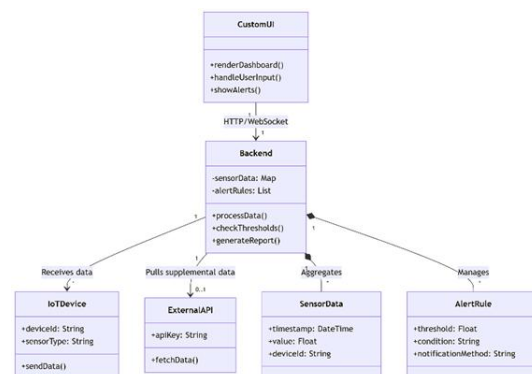 CustomUI
+renderDashboard()
+handleUserInput()
+showAlerts()
1
HTTP/WebSocket
1
Backend
-sensorData: Map
-alertRules: List
+processData()
+checkThresholds()
+generateReport()
1
1
1
Receives data
Pulls supplemental data
Aggregates
Manages
*
0..1
*
*
IoTDevice
+deviceId: String
+sensorType: String
+sendData()
ExternalAPI
+apiKey: String
+fetchData()
SensorData
+timestamp: DateTime
+value: Float
+deviceId: String
AlertRule
+threshold: Float
+condition: String
+notificationMethod: String